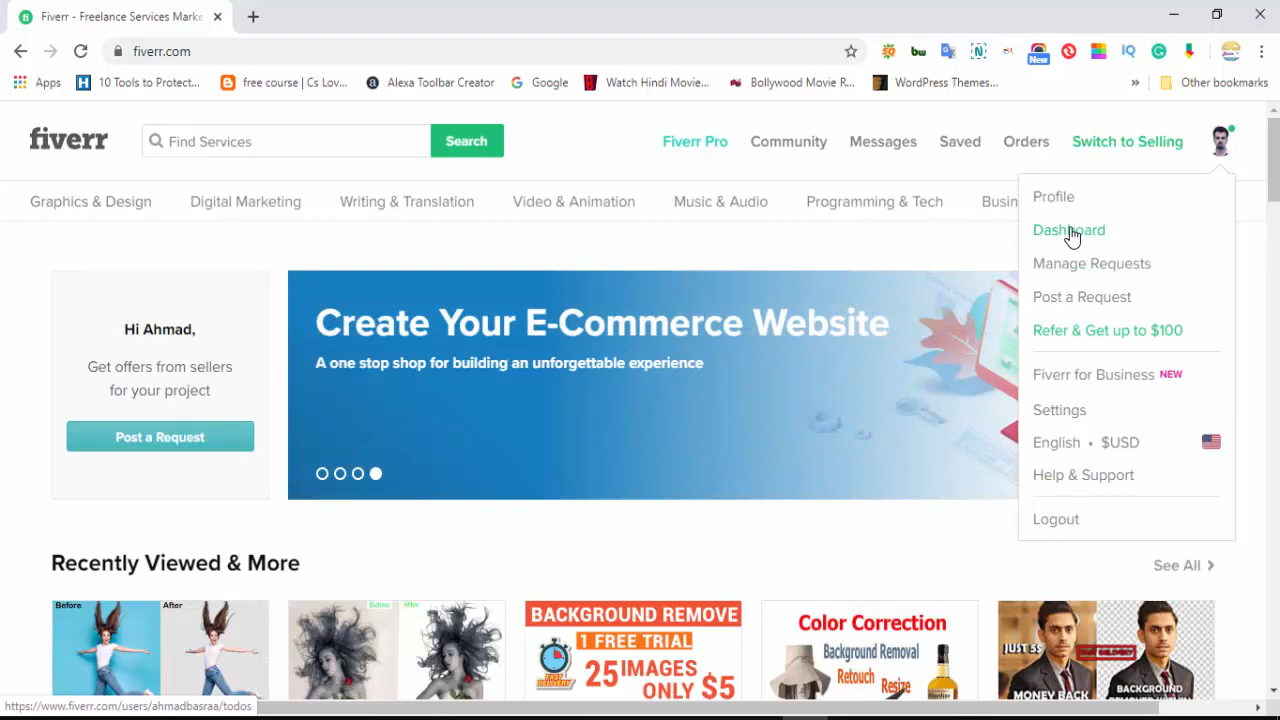 Fiverr - Freelance Services Marke
fiverr.com
New
Apps
10 Tools to Protect...
free course | Cs Lov...
Alexa Toolbar Creator
Google
Watch Hindi Movie...
Bollywood Movie R...
WordPress Themes...
»
Other bookmarks
fiverr
Find Services
Search
Fiverr Pro
Community
Messages
Saved
Orders
Switch to Selling
Graphics & Design
Digital Marketing
Writing & Translation
Video & Animation
Music & Audio
Programming & Tech
Busin
Profile
Dashboard
Manage Requests
Post a Request
Refer & Get up to $100
Fiverr for Business NEW
Settings
English • $USD
Help & Support
Logout
Hi Ahmad,
Get offers from sellers
for your project
Post a Request
Create Your E-Commerce Website
A one stop shop for building an unforgettable experience
Recently Viewed & More
See All
Before
After
Before
After
BACKGROUND REMOVE
1 FREE TRIAL
25 IMAGES
ONLY $5
Color Correction
Background Removal
Retouch
Resize
JUST 5$
MONEY BACK
BACKGROUND
https://www.fiverr.com/users/ahmadbasraa/todos